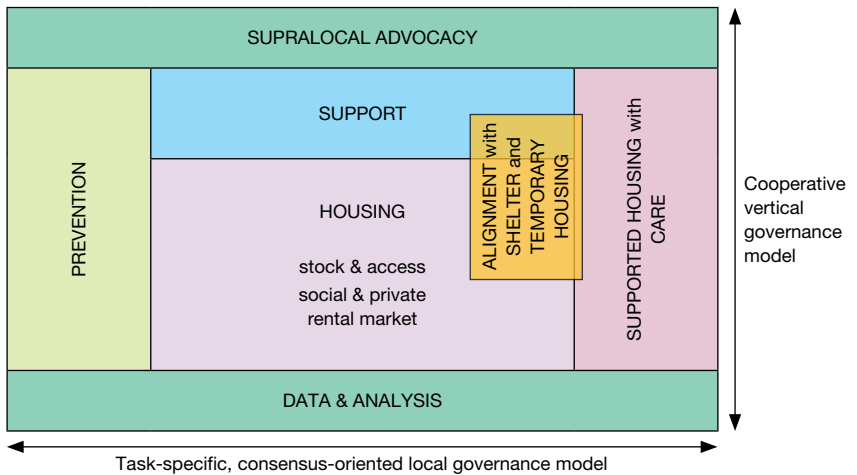 SUPRALOCAL ADVOCACY
PREVENTION
SUPPORT
HOUSING
stock & access
social & private
rental market
ALIGNMENT with
SHELTER and
TEMPORARY
HOUSING
SUPPORTED HOUSING with
CARE
Cooperative
vertical
governance
model
DATA & ANALYSIS
Task-specific, consensus-oriented local governance model